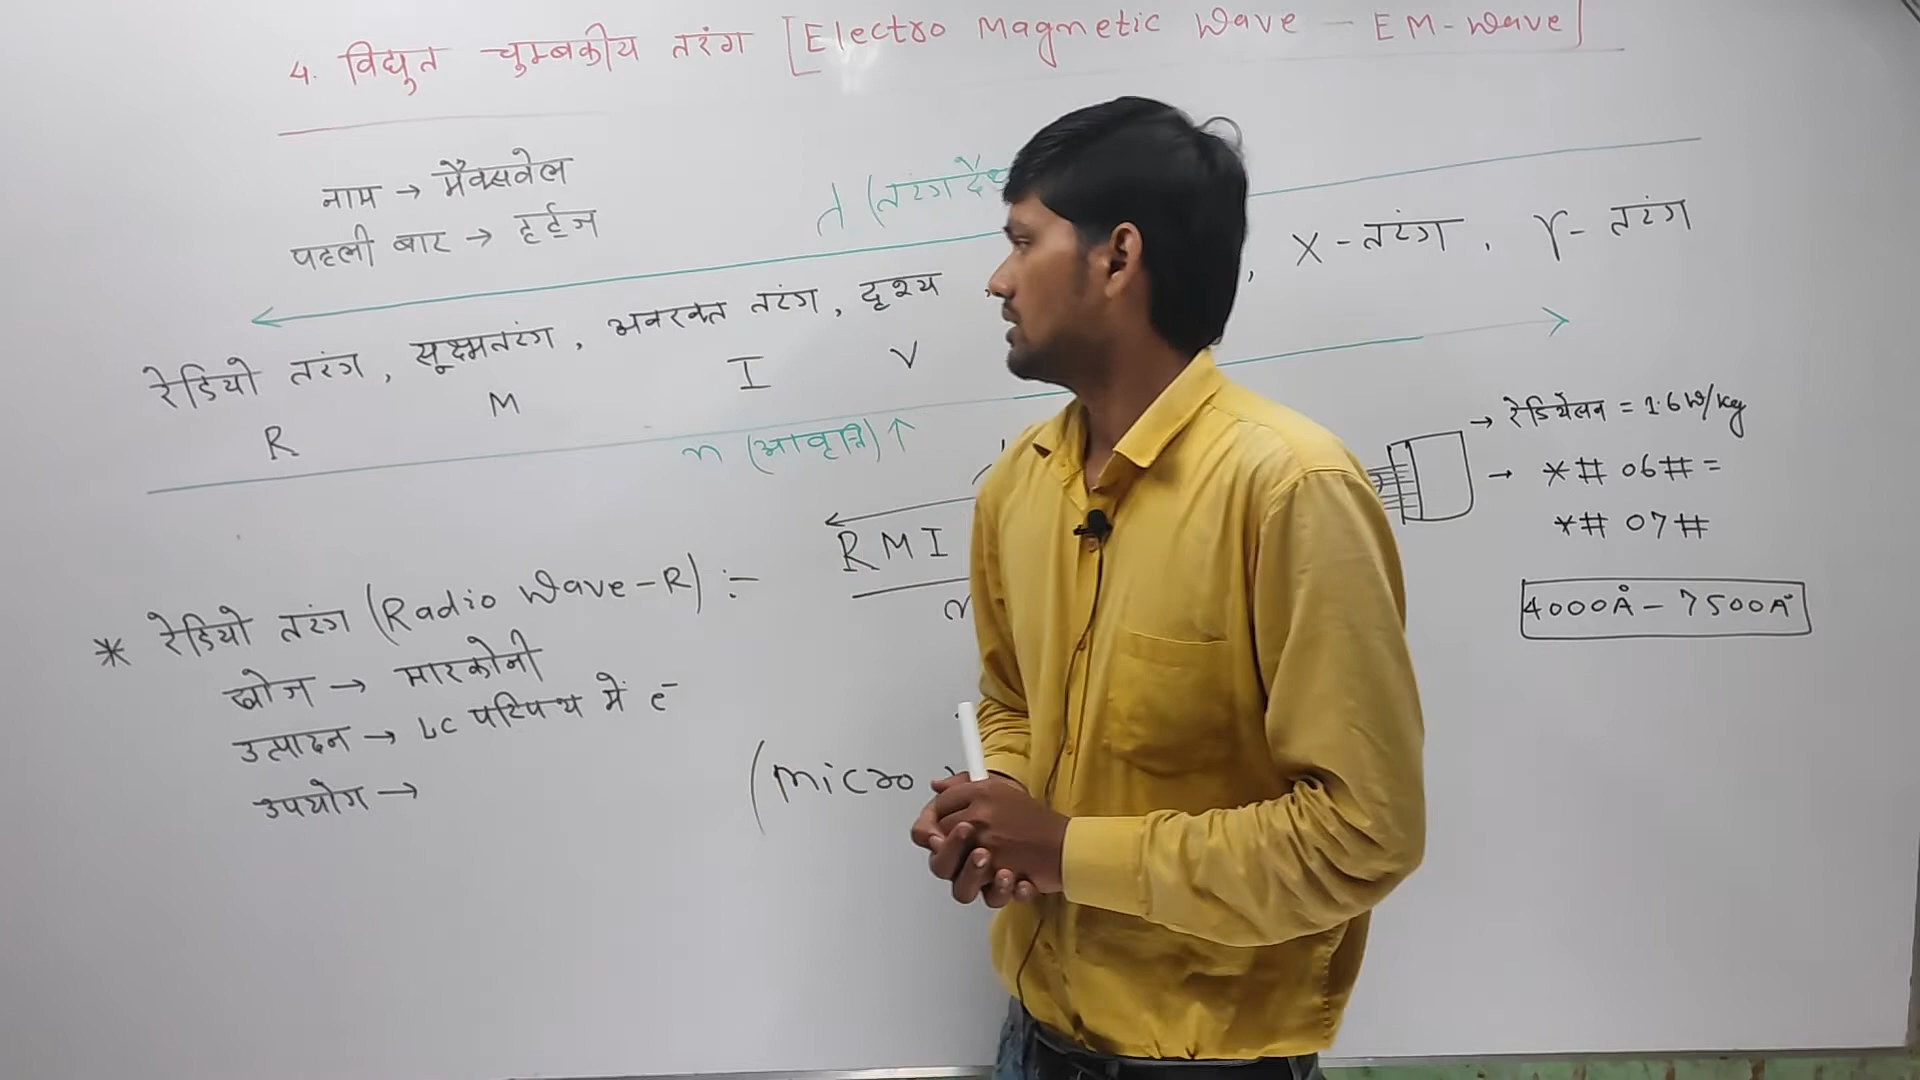 4. विद्युत चुम्बकीय तरंग [Electro Magnetic Wave - EM-Wave]
नाम → मैक्सवेल
पहली बार → हर्ट्ज
(तरंग
रेडियो तरंग, सूक्ष्मतरंग, अवरक्त तरंग, दृश्य , X-तरंग, γ-तरंग
R M I V
n (आवृत्ति) ↑
→ रेडियेशन = 1.6 W/kg
→ *# 06# =
*# 07#
RMI
4000Å - 7500Å
* रेडियो तरंग (Radio Wave-R) :-
खोज → मारकोनी
उत्पादन → LC परिपथ में e⁻
उपयोग →
(Micro